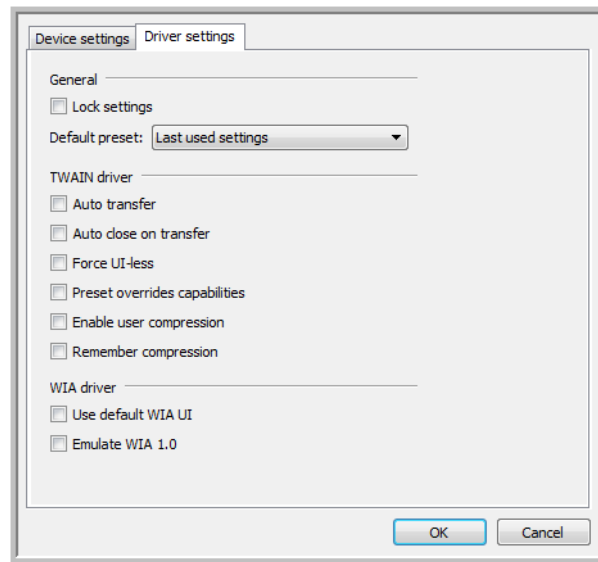 Device settings Driver settings
General
Lock settings
Default preset: Last used settings
TWAIN driver
Auto transfer
Auto close on transfer
Force UI-less
Preset overrides capabilities
Enable user compression
Remember compression
WIA driver
Use default WIA UI
Emulate WIA 1.0
OK Cancel